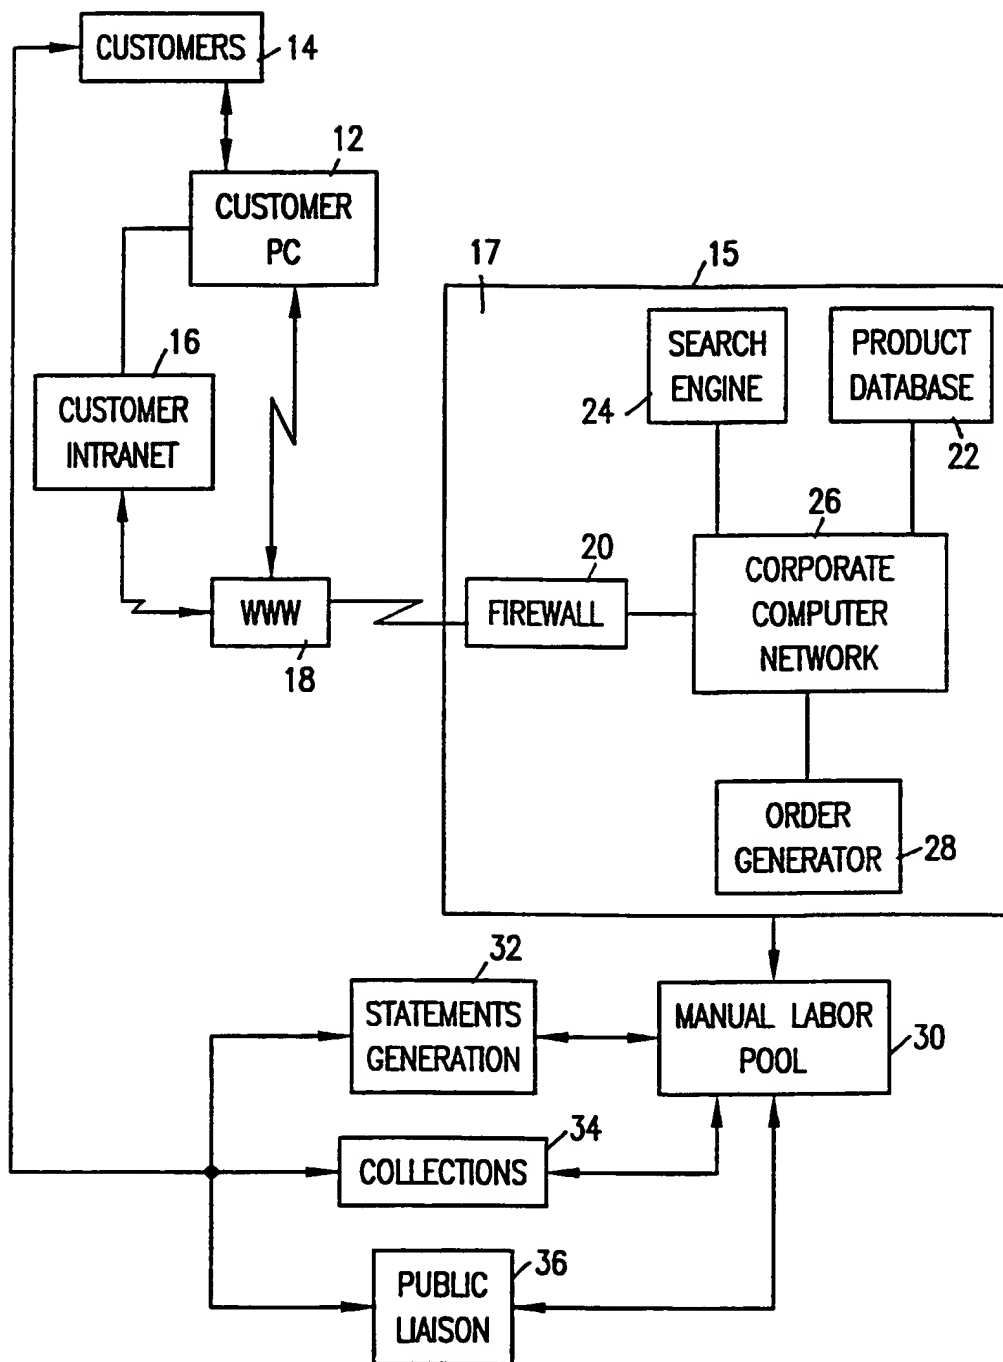 CUSTOMERS
14
12
CUSTOMER
PC
17
15
16
CUSTOMER
INTRANET
SEARCH
ENGINE
24
PRODUCT
DATABASE
22
26
CORPORATE
COMPUTER
NETWORK
20
FIREWALL
WWW
18
ORDER
GENERATOR
28
32
STATEMENTS
GENERATION
MANUAL LABOR
POOL
30
34
COLLECTIONS
36
PUBLIC
LIAISON